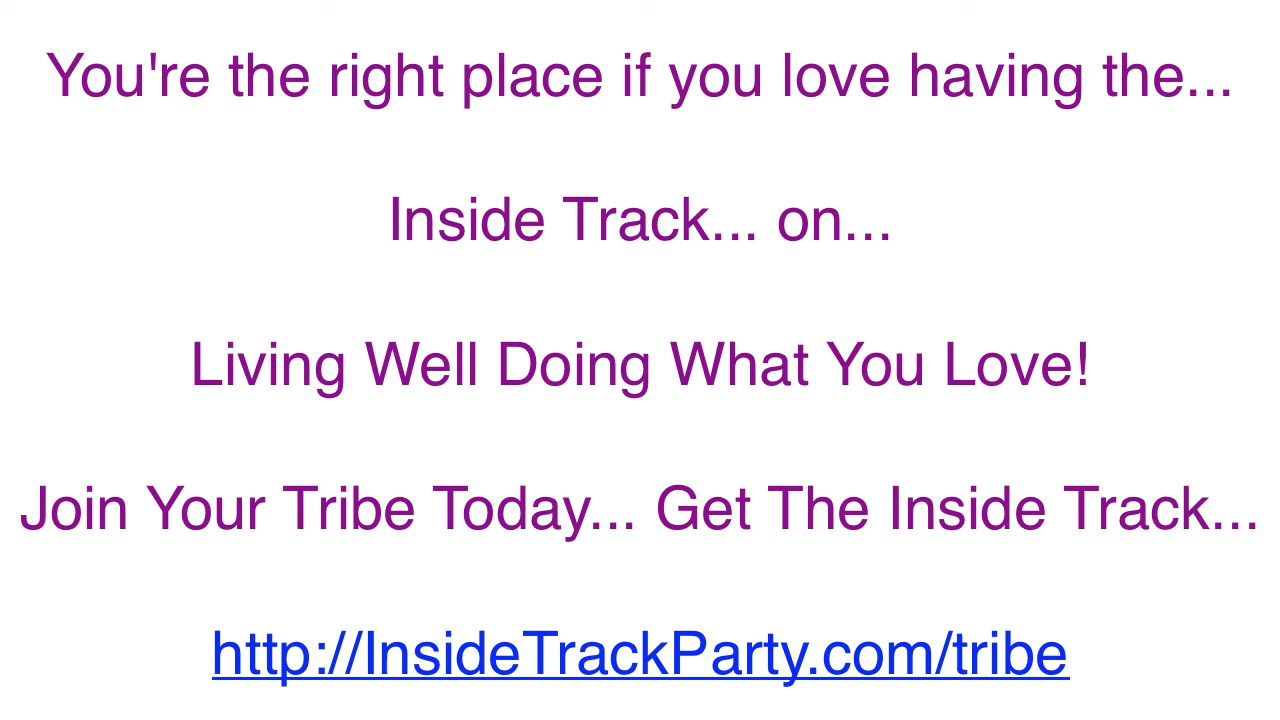 You're the right place if you love having the...
Inside Track... on...
Living Well Doing What You Love!
Join Your Tribe Today... Get The Inside Track...
http://InsideTrackParty.com/tribe